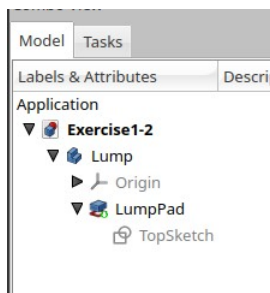 Model Tasks
Labels & Attributes Descri
Application
Exercise1-2
Lump
Origin
LumpPad
TopSketch